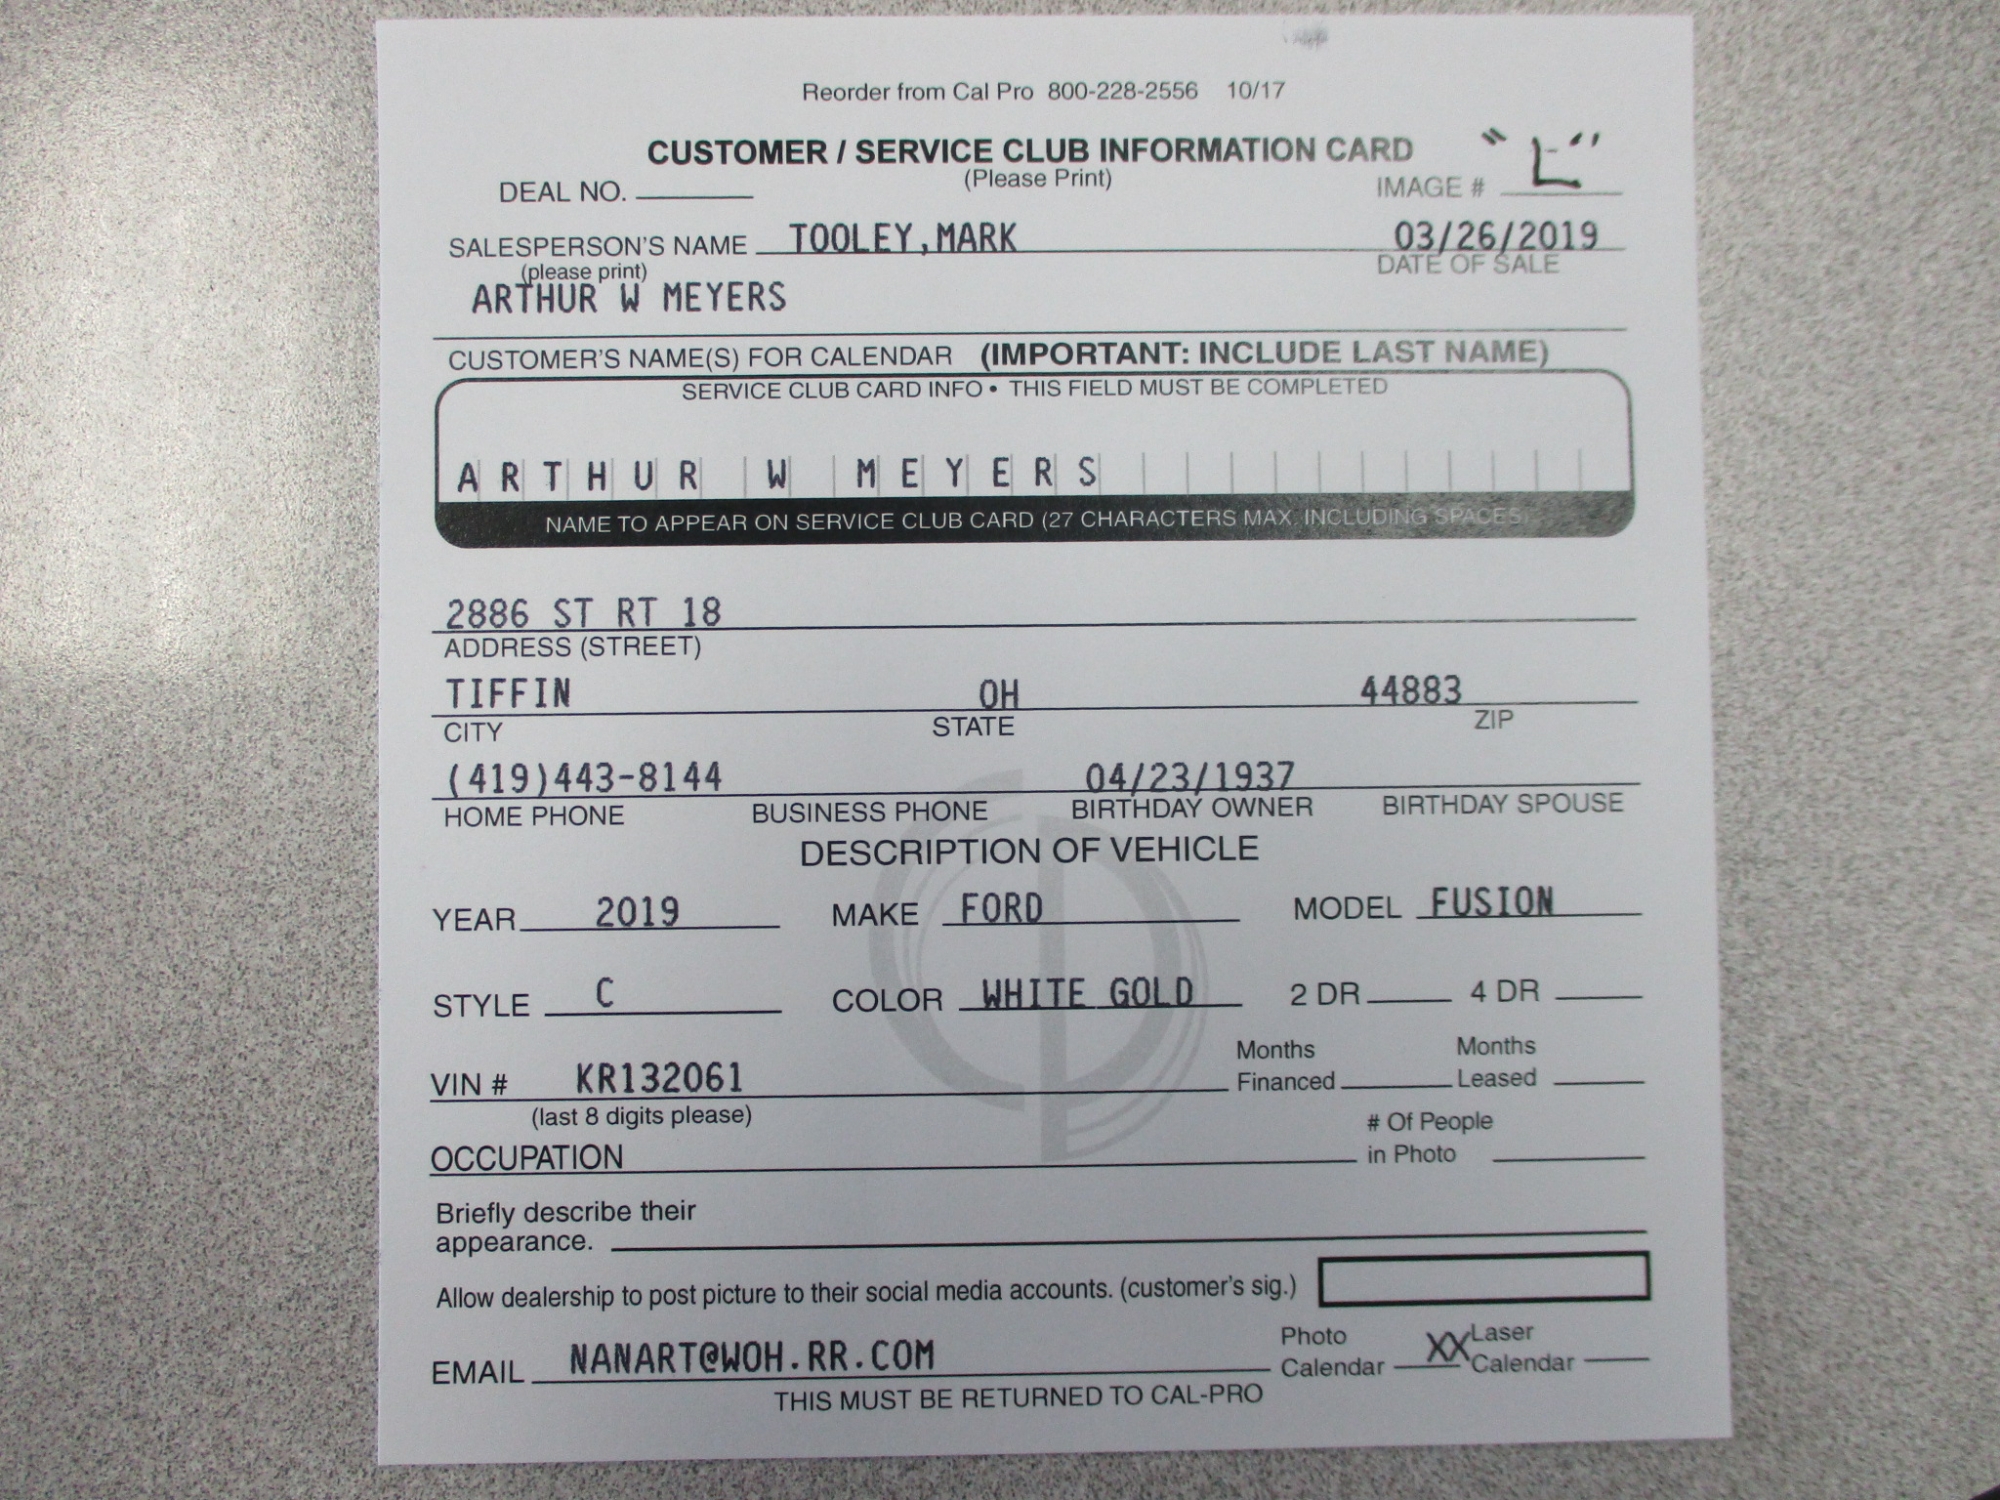 Reorder from Cal Pro 800-228-2556 10/17
CUSTOMER / SERVICE CLUB INFORMATION CARD
(Please Print)
DEAL NO. IMAGE # "L"
SALESPERSON'S NAME TOOLEY,MARK 03/26/2019
(please print) DATE OF SALE
ARTHUR W MEYERS
CUSTOMER'S NAME(S) FOR CALENDAR (IMPORTANT: INCLUDE LAST NAME)
SERVICE CLUB CARD INFO • THIS FIELD MUST BE COMPLETED
ARTHUR W MEYERS
NAME TO APPEAR ON SERVICE CLUB CARD (27 CHARACTERS MAX. INCLUDING SPACES)
2886 ST RT 18
ADDRESS (STREET)
TIFFIN OH 44883
CITY STATE ZIP
(419)443-8144 04/23/1937
HOME PHONE BUSINESS PHONE BIRTHDAY OWNER BIRTHDAY SPOUSE
DESCRIPTION OF VEHICLE
YEAR 2019 MAKE FORD MODEL FUSION
STYLE C COLOR WHITE GOLD 2 DR 4 DR
VIN # KR132061 Months Financed Months Leased
(last 8 digits please)
OCCUPATION # Of People in Photo
Briefly describe their
appearance.
Allow dealership to post picture to their social media accounts. (customer's sig.)
EMAIL NANART@WOH.RR.COM Photo Calendar XX Laser Calendar
THIS MUST BE RETURNED TO CAL-PRO